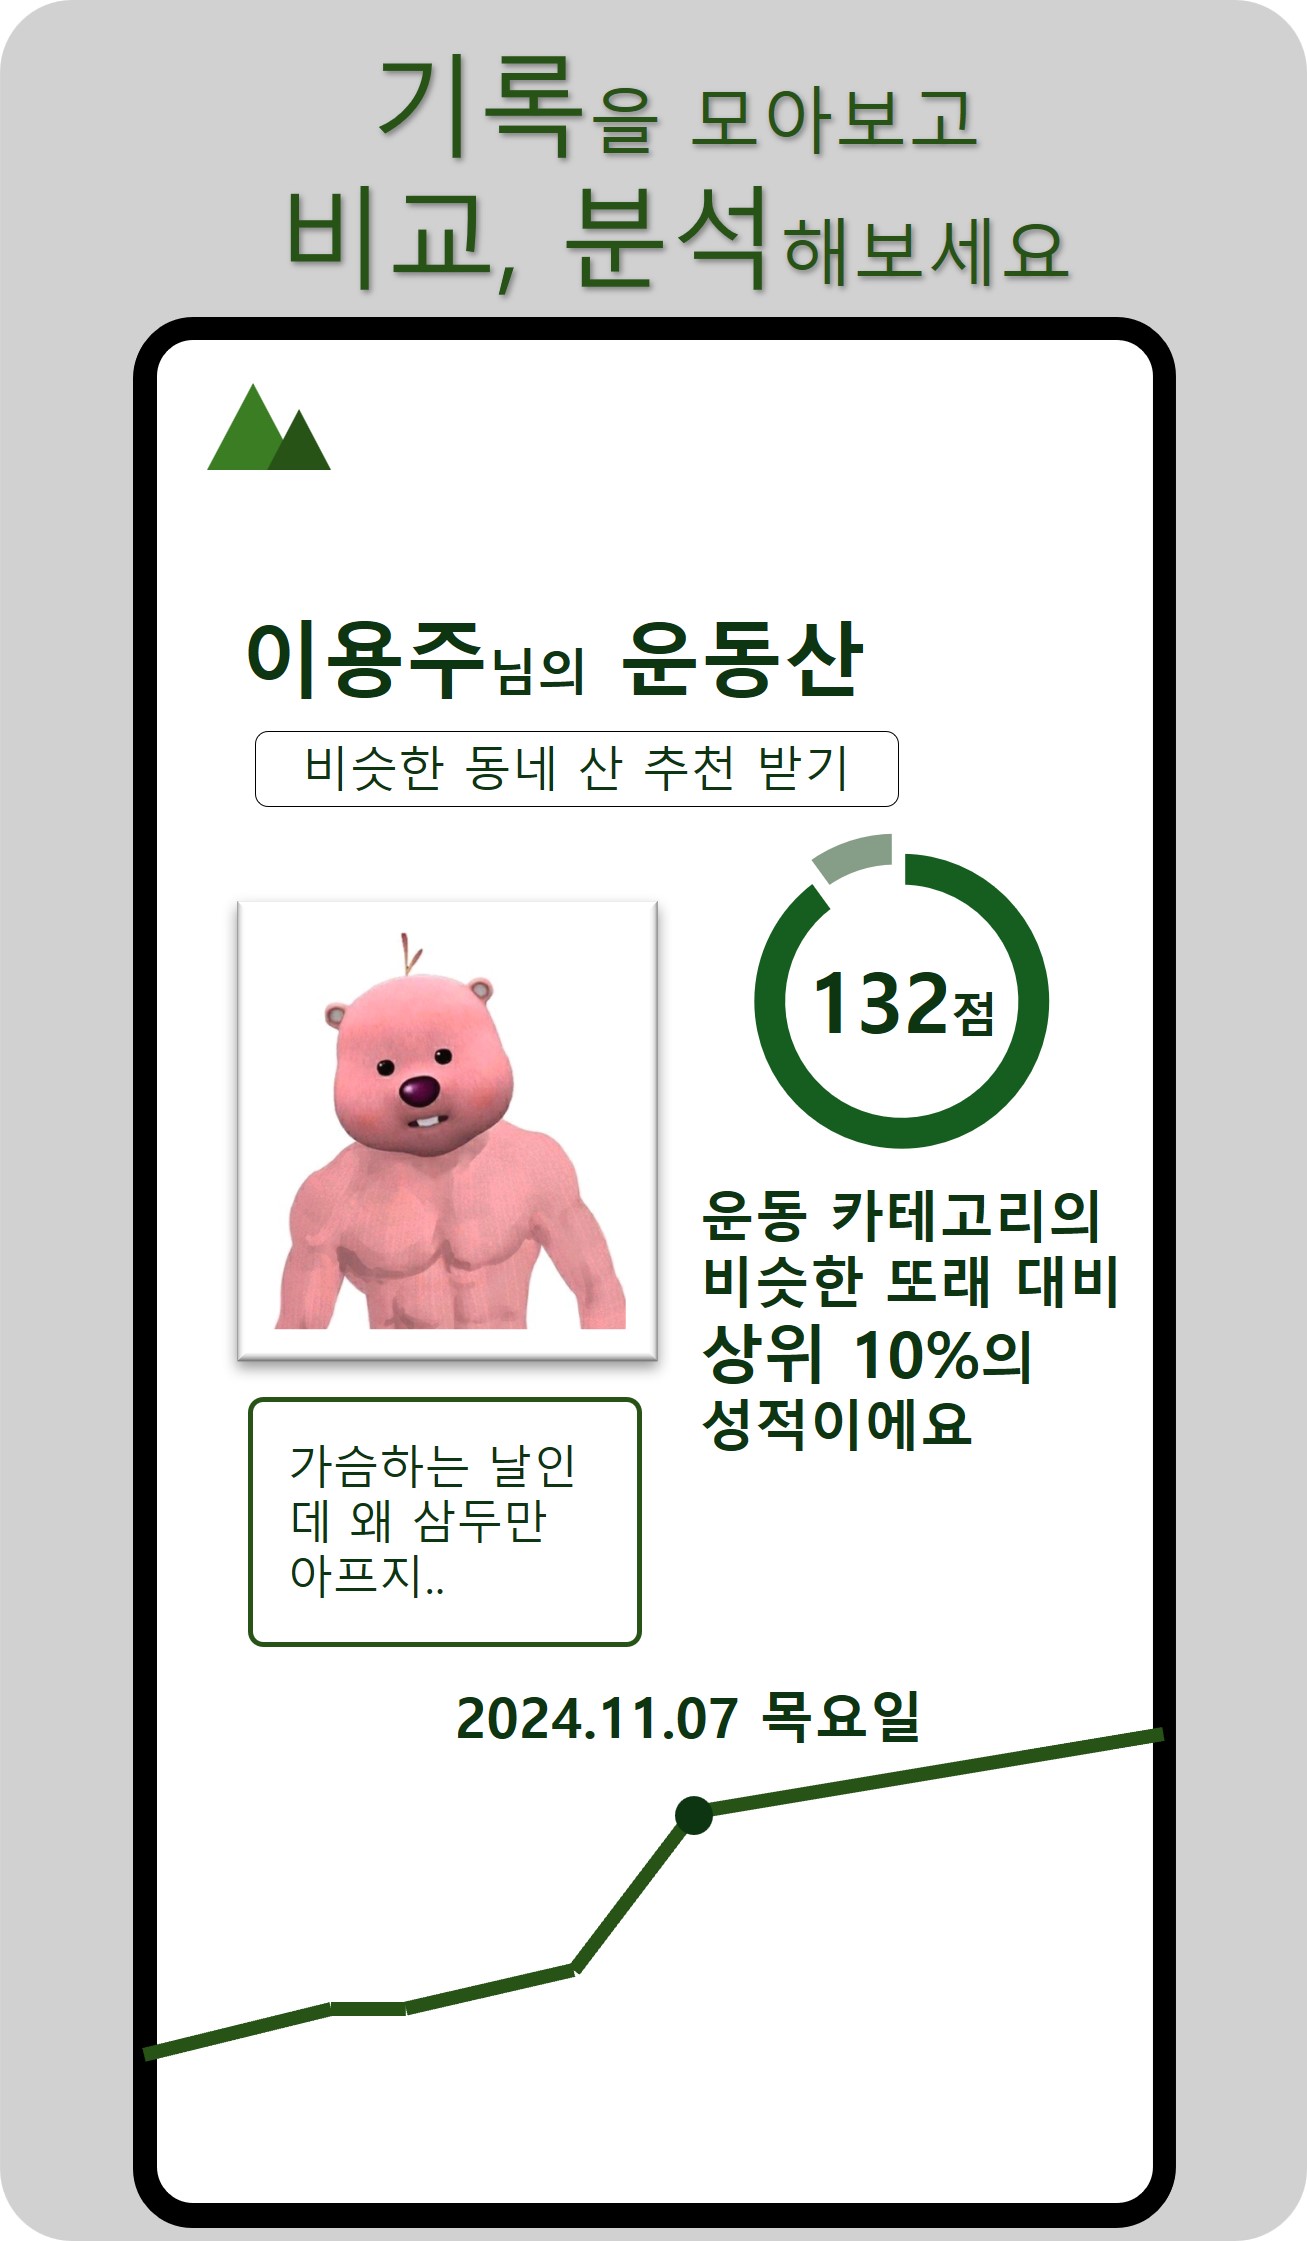 기록을 모아보고
비교, 분석해보세요
이용주님의 운동산
비슷한 동네 산 추천 받기
132점
운동 카테고리의
비슷한 또래 대비
상위 10%의
성적이에요
가슴하는 날인
데 왜 삼두만
아프지..
2024.11.07 목요일